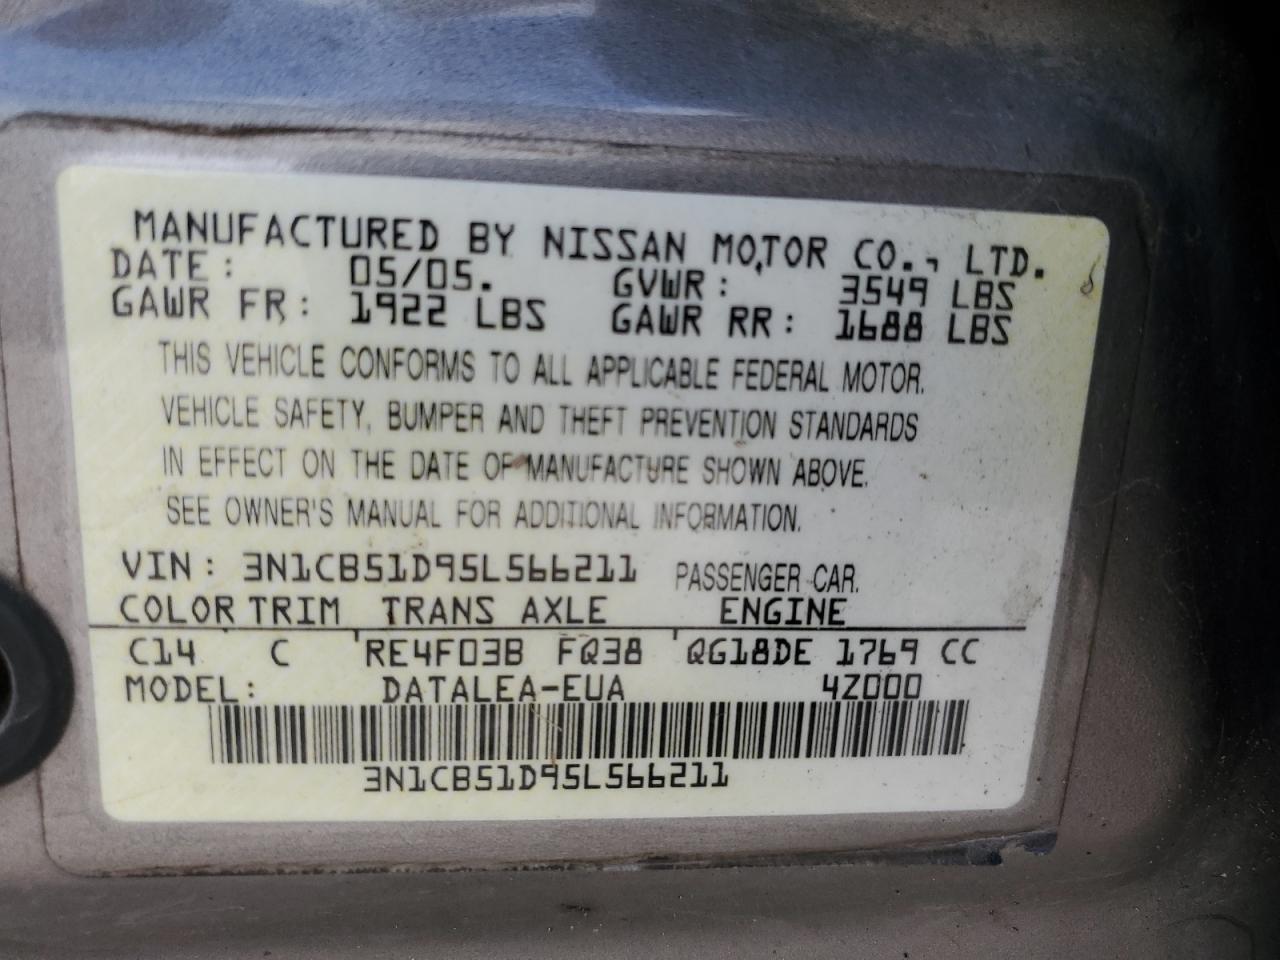 MANUFACTURED BY NISSAN MOTOR CO., LTD.
DATE: 05/05. GVWR: 3549 LBS
GAWR FR: 1922 LBS GAWR RR: 1688 LBS
THIS VEHICLE CONFORMS TO ALL APPLICABLE FEDERAL MOTOR.
VEHICLE SAFETY, BUMPER AND THEFT PREVENTION STANDARDS
IN EFFECT ON THE DATE OF MANUFACTURE SHOWN ABOVE.
SEE OWNER'S MANUAL FOR ADDITIONAL INFORMATION.
VIN: 3N1CB51D95L566211 PASSENGER CAR.
COLOR TRIM TRANS AXLE ENGINE
C14 C RE4F03B FQ38 QG18DE 1769 CC
MODEL: DATALEA-EUA 4Z000
3N1CB51D95L566211